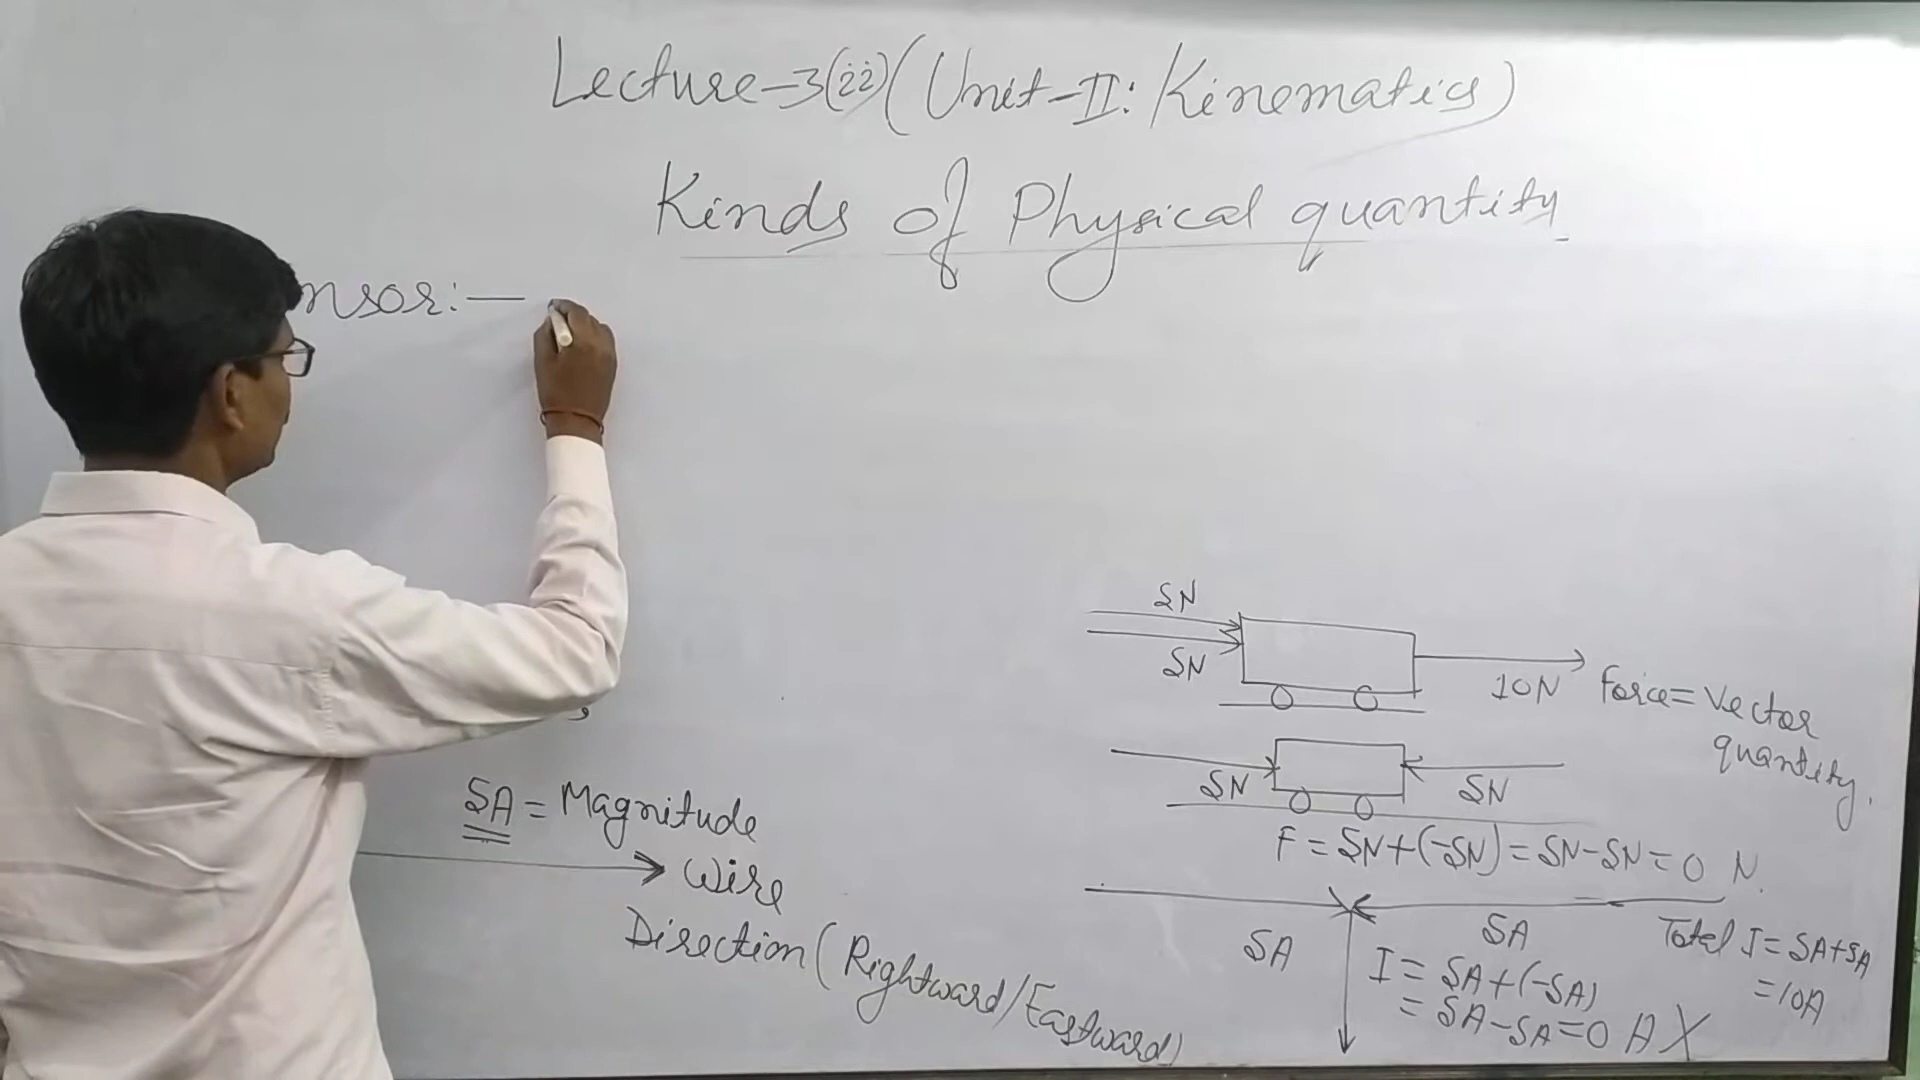 Lecture-3(ii)(Unit-II: Kinematics)
Kinds of Physical quantity
nsor:—
5N
5N
10N
Force = Vector
quantity.
5N
5N
F = 5N+(-5N) = 5N-5N = 0 N.
5A = Magnitude
Wire
Direction (Rightward/Eastward)
5A
5A
Total I = 5A+5A
= 10A
I = 5A+(-5A)
= 5A-5A=0 A X